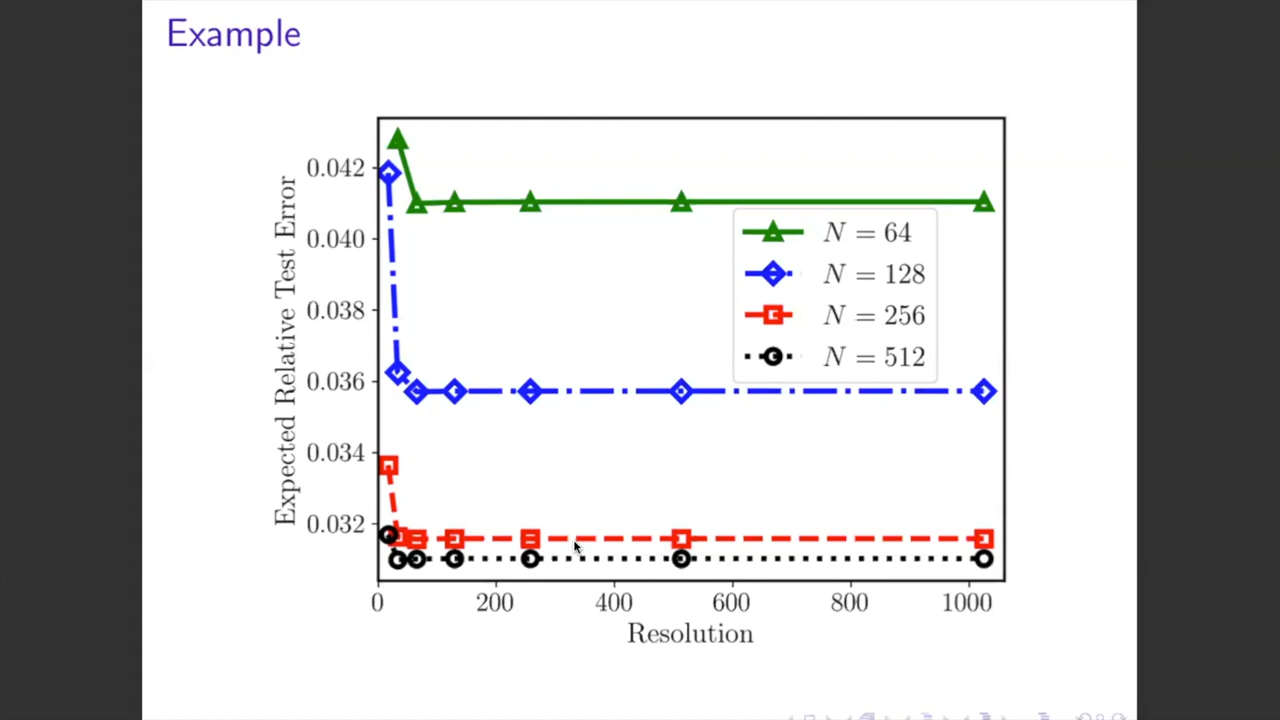 Example
Expected Relative Test Error
0.042
0.040
0.038
0.036
0.034
0.032
N = 64
N = 128
N = 256
N = 512
0 200 400 600 800 1000
Resolution